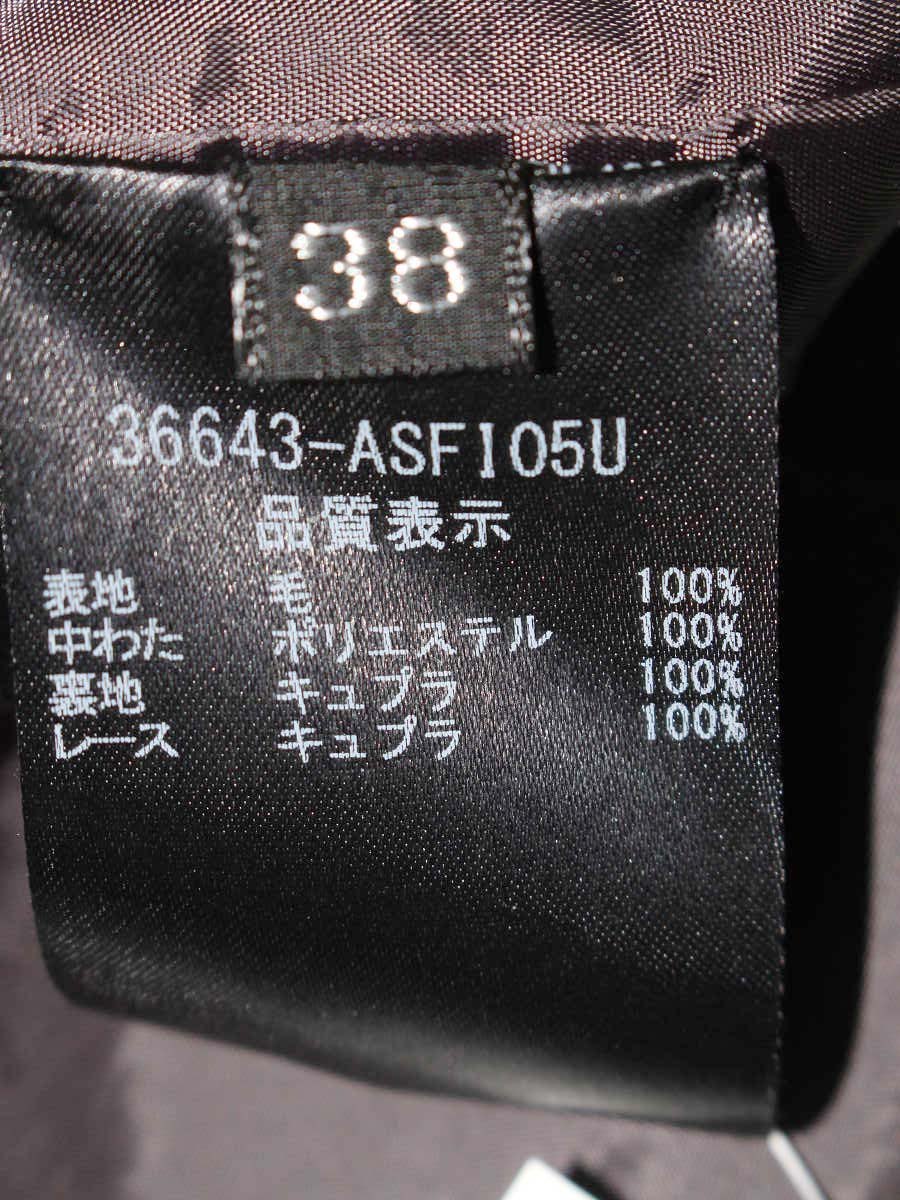 38
36643-ASF105U
品質表示
表地 毛 100%
中わた ポリエステル 100%
裏地 キュプラ 100%
レース キュプラ 100%